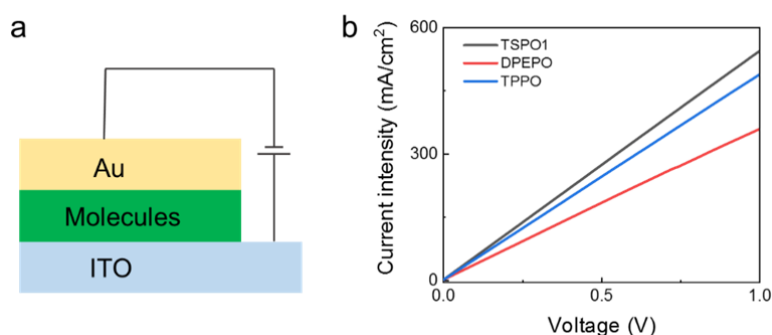 a
Au
Molecules
ITO
b
Current intensity (mA/cm²)
600
300
0
TSPO1
DPEPO
TPPO
0.0
0.5
1.0
Voltage (V)